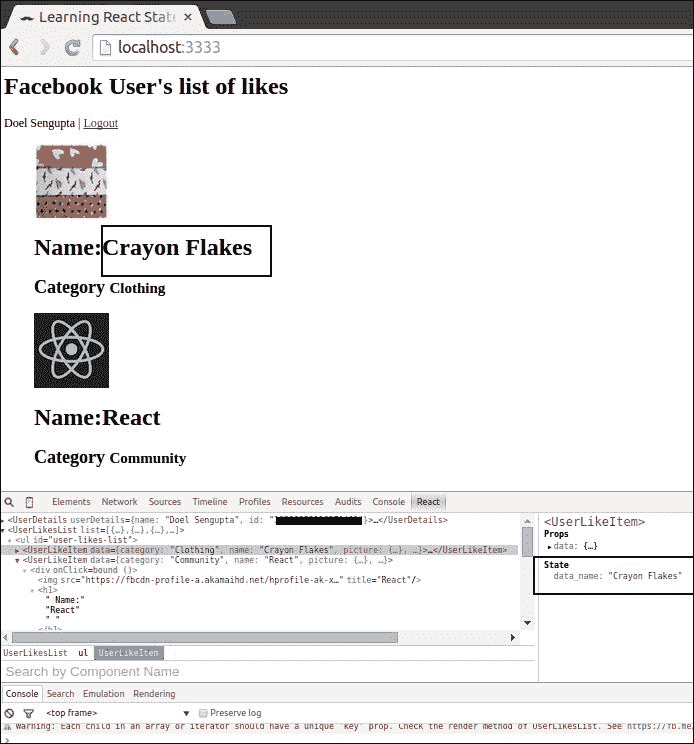 Learning React State
localhost:3333
Facebook User's list of likes
Doel Sengupta | Logout
Name:Crayon Flakes
Category Clothing
Name:React
Category Community
Elements Network Sources Timeline Profiles Resources Audits Console React
<UserDetails userDetails={name: "Doel Sengupta", id: "}>…</UserDetails>
<UserLikesList list=[{…},{…},{…},…]>
<ul id="user-likes-list">
<UserLikeItem data={category: "Clothing", name: "Crayon Flakes", picture: {…}, …}>…</UserLikeItem>
<UserLikeItem data={category: "Community", name: "React", picture: {…}, …}>
<div onClick=bound ()>
<img src="https://fbcdn-profile-a.akamaihd.net/hprofile-ak-x…" title="React"/>
<h1>
" Name:"
"React"
" "
</h1>
<UserLikeItem>
Props
data: {…}
State
data_name: "Crayon Flakes"
UserLikesList ul UserLikeItem
Search by Component Name
Console Search Emulation Rendering
<top frame> Preserve log
Warning: Each child in an array or iterator should have a unique "key" prop. Check the render method of UserLikesList. See https://fb.me